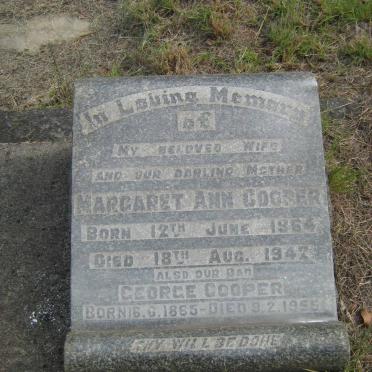 In Loving Memory
of
My beloved Wife
and our darling Mother
Margaret Ann Cooper
Born 12th June 1864
Died 18th Aug. 1947
Also our Dad
George Cooper
Born 16.6.1865 - Died 9.2.1955
Thy will be done